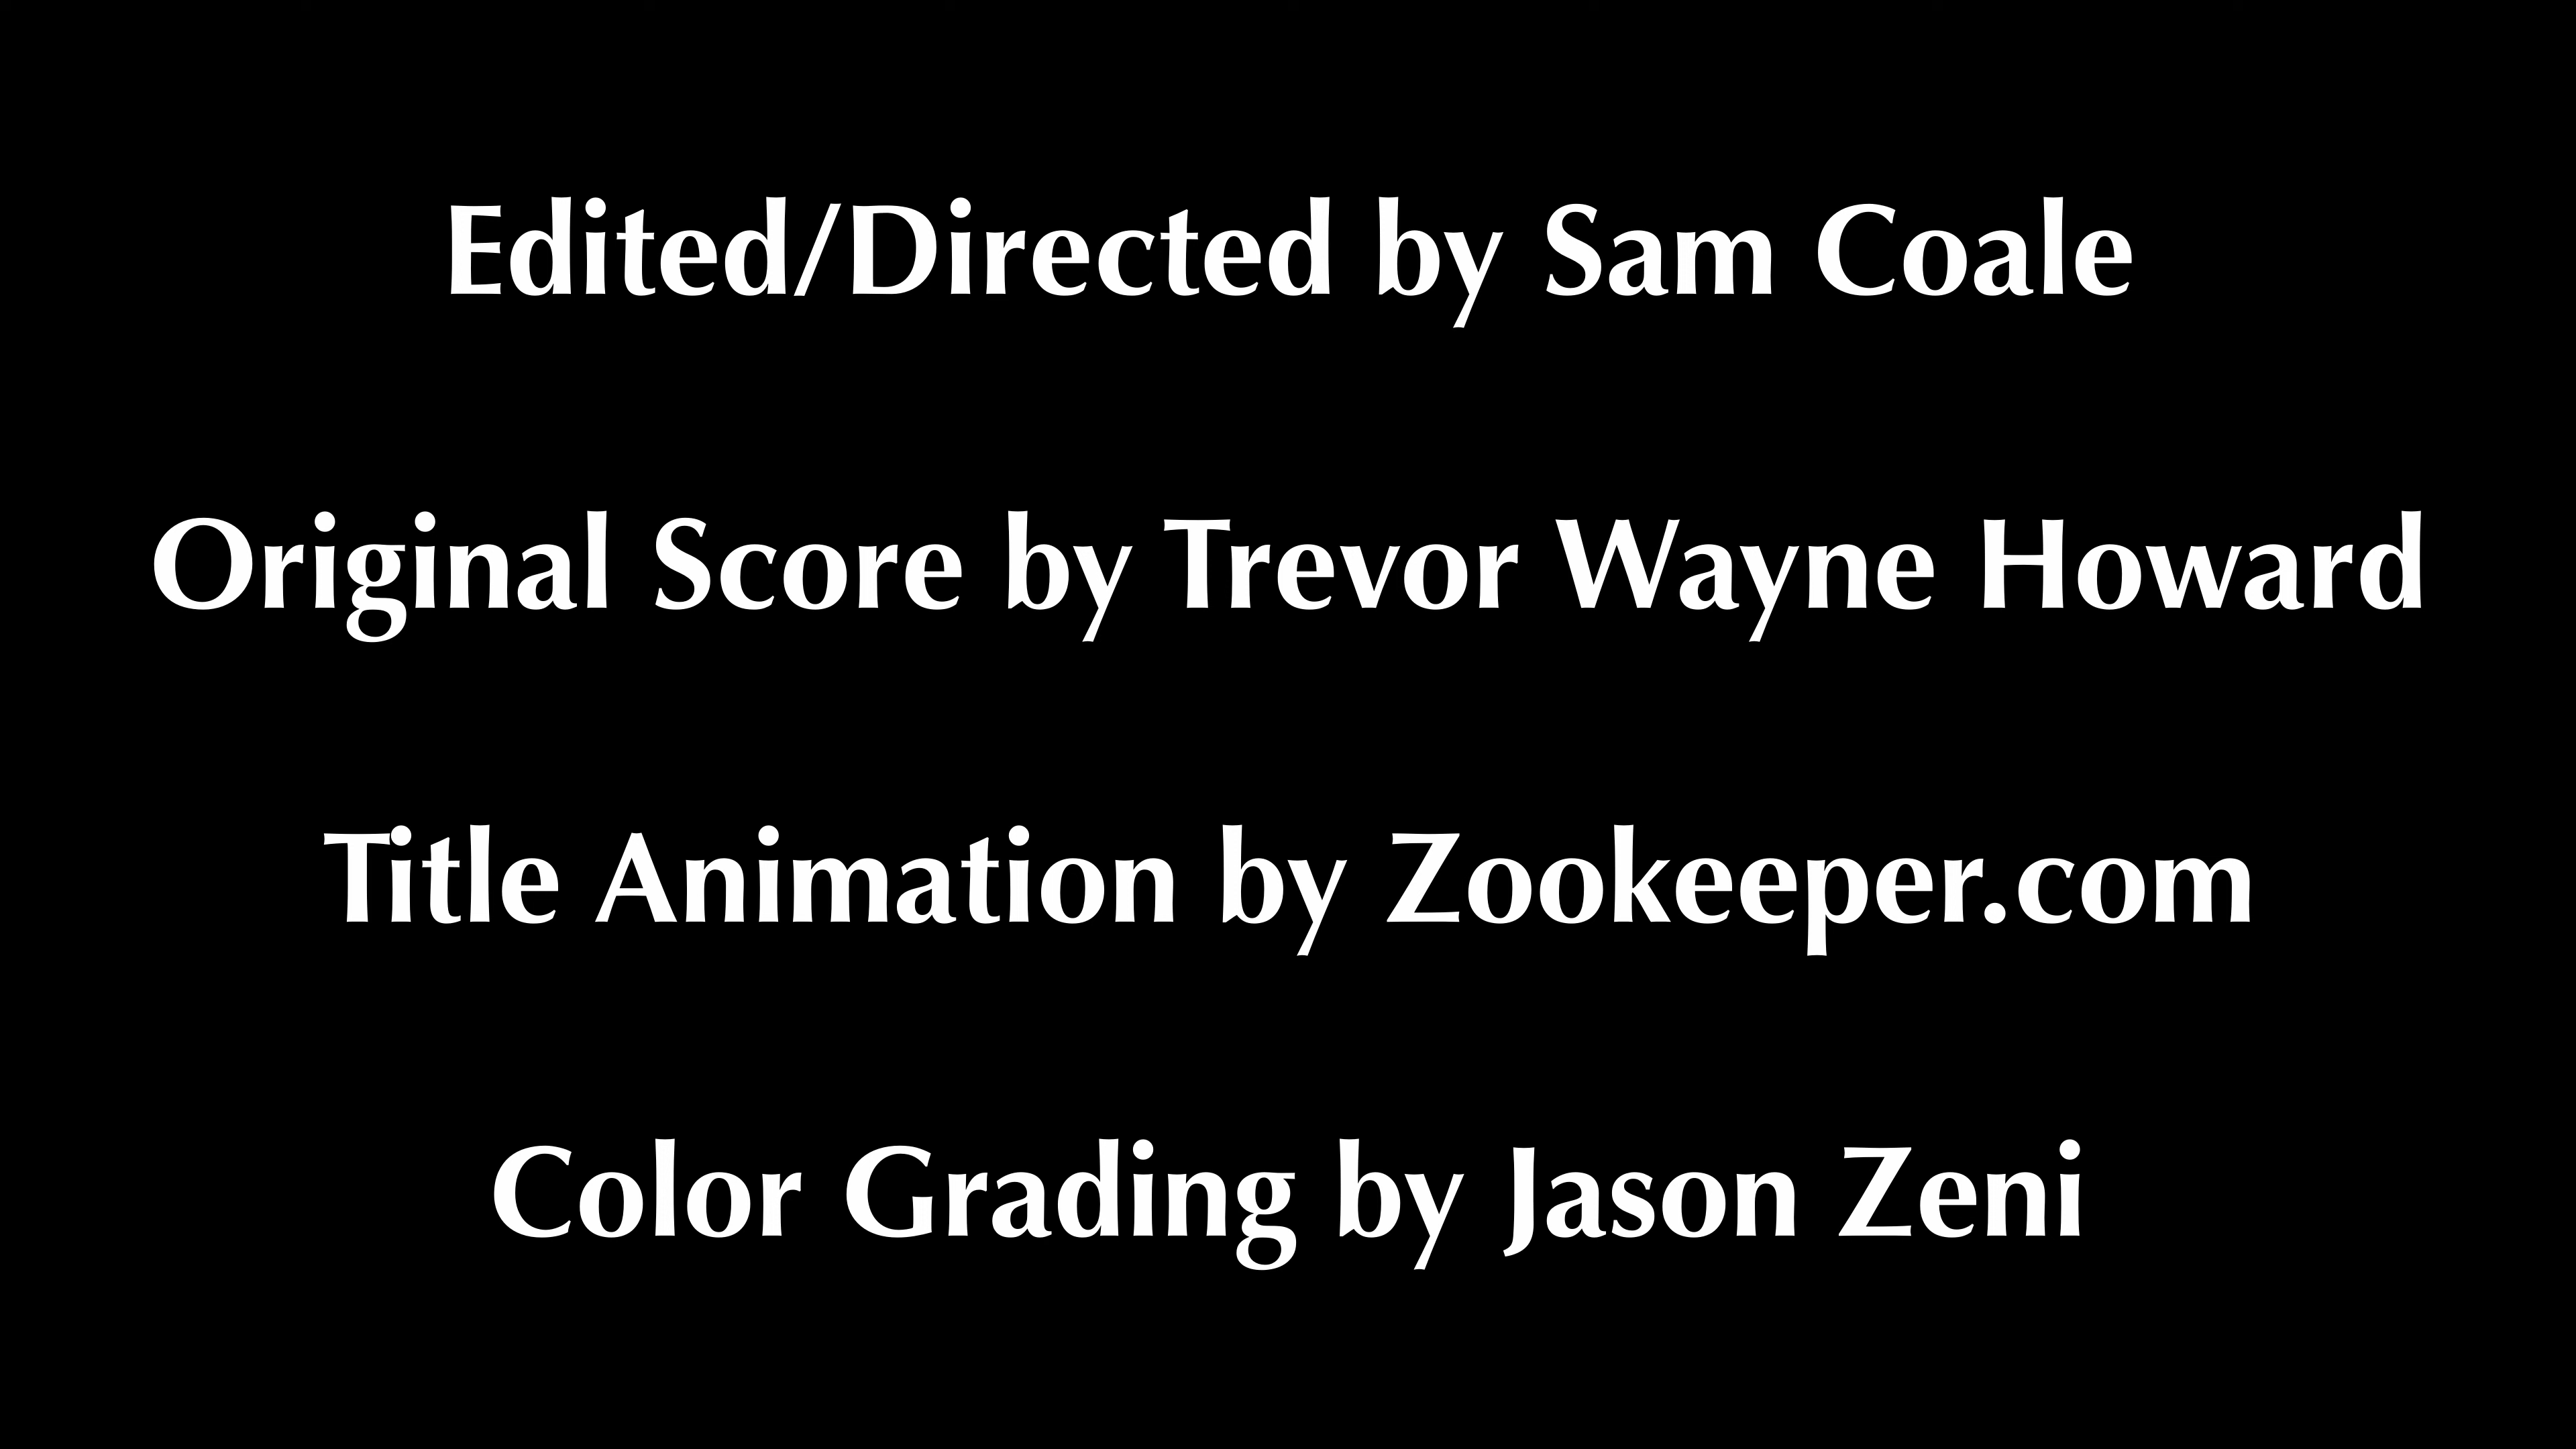 Edited/Directed by Sam Coale
Original Score by Trevor Wayne Howard
Title Animation by Zookeeper.com
Color Grading by Jason Zeni